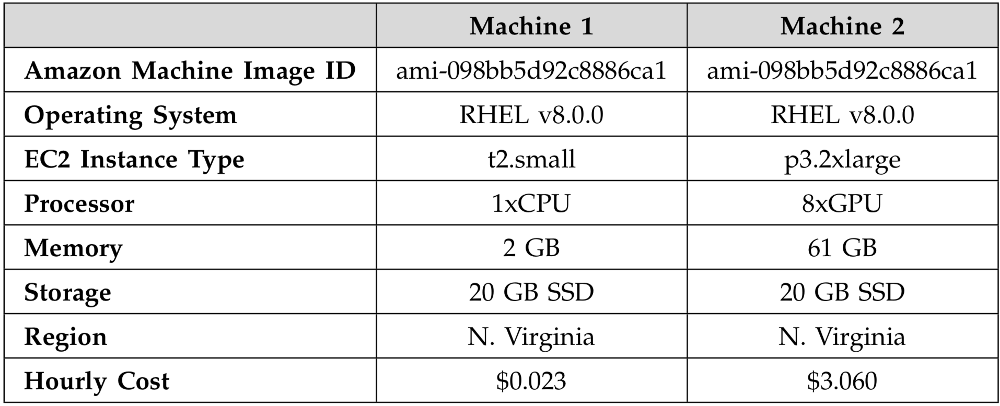 Machine 1 Machine 2
Amazon Machine Image ID ami-098bb5d92c8886ca1 ami-098bb5d92c8886ca1
Operating System RHEL v8.0.0 RHEL v8.0.0
EC2 Instance Type t2.small p3.2xlarge
Processor 1xCPU 8xGPU
Memory 2 GB 61 GB
Storage 20 GB SSD 20 GB SSD
Region N. Virginia N. Virginia
Hourly Cost $0.023 $3.060